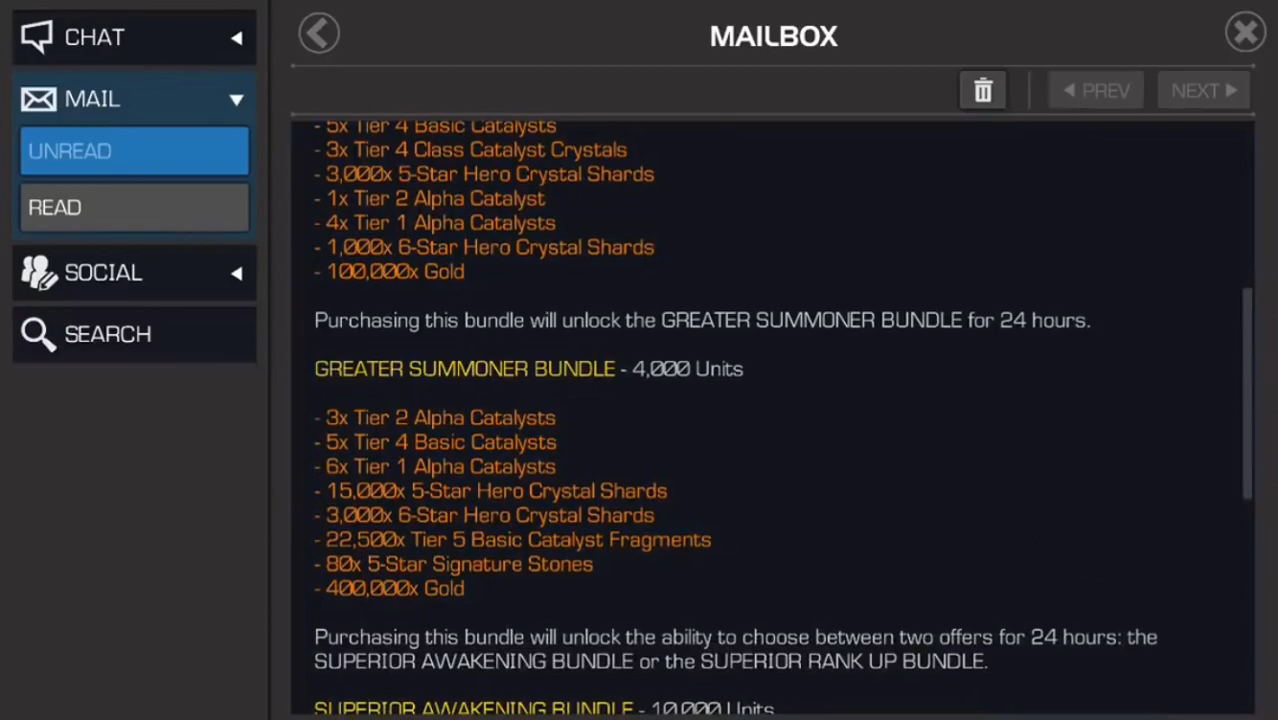 CHAT
MAIL
UNREAD
READ
SOCIAL
SEARCH
MAILBOX
PREV
NEXT
- 5x Tier 4 Basic Catalysts
- 3x Tier 4 Class Catalyst Crystals
- 3,000x 5-Star Hero Crystal Shards
- 1x Tier 2 Alpha Catalyst
- 4x Tier 1 Alpha Catalysts
- 1,000x 6-Star Hero Crystal Shards
- 100,000x Gold
Purchasing this bundle will unlock the GREATER SUMMONER BUNDLE for 24 hours.
GREATER SUMMONER BUNDLE - 4,000 Units
- 3x Tier 2 Alpha Catalysts
- 5x Tier 4 Basic Catalysts
- 6x Tier 1 Alpha Catalysts
- 15,000x 5-Star Hero Crystal Shards
- 3,000x 6-Star Hero Crystal Shards
- 22,500x Tier 5 Basic Catalyst Fragments
- 80x 5-Star Signature Stones
- 400,000x Gold
Purchasing this bundle will unlock the ability to choose between two offers for 24 hours: the
SUPERIOR AWAKENING BUNDLE or the SUPERIOR RANK UP BUNDLE.
SUPERIOR AWAKENING BUNDLE - 10,000 Units